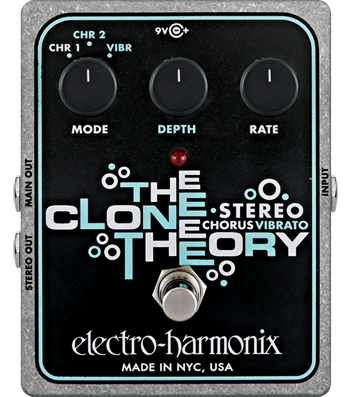 CHR 2
CHR 1
VIBR
9V
MODE
DEPTH
RATE
MAIN OUT
STEREO OUT
INPUT
THE
CLONE
THEORY
STEREO
CHORUS VIBRATO
electro-harmonix
MADE IN NYC, USA